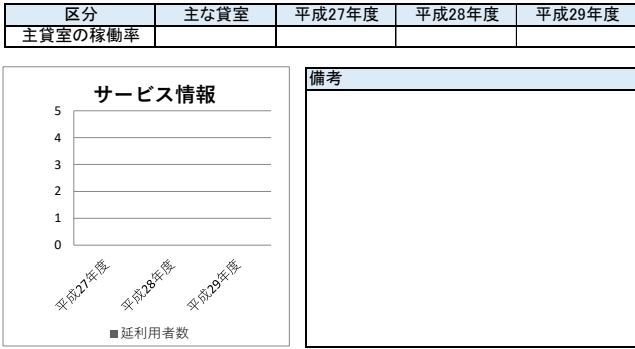 区分 主な貸室 平成27年度 平成28年度 平成29年度
主貸室の稼働率
サービス情報
5
4
3
2
1
0
平成27年度 平成28年度 平成29年度
■延利用者数
備考